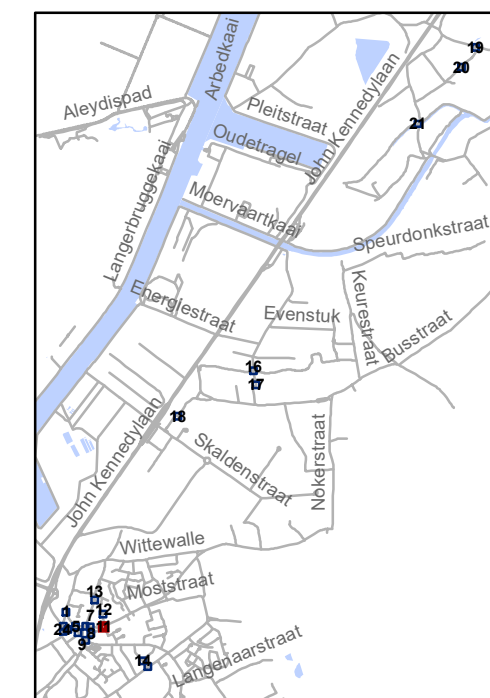 Arbedkaai
19
20
Aleydispad
Pleitstraat
John Kennedylaan
21
Oudetragel
Langerbruggekaai
Moervaartkaai
Speurdonkstraat
Energiestraat
Evenstuk
Keurestraat
Busstraat
16
17
John Kennedylaan
18
Skaldenstraat
Nokerstraat
Wittewalle
13
Moststraat
1
12
7
11
9
14
Langenaarstraat